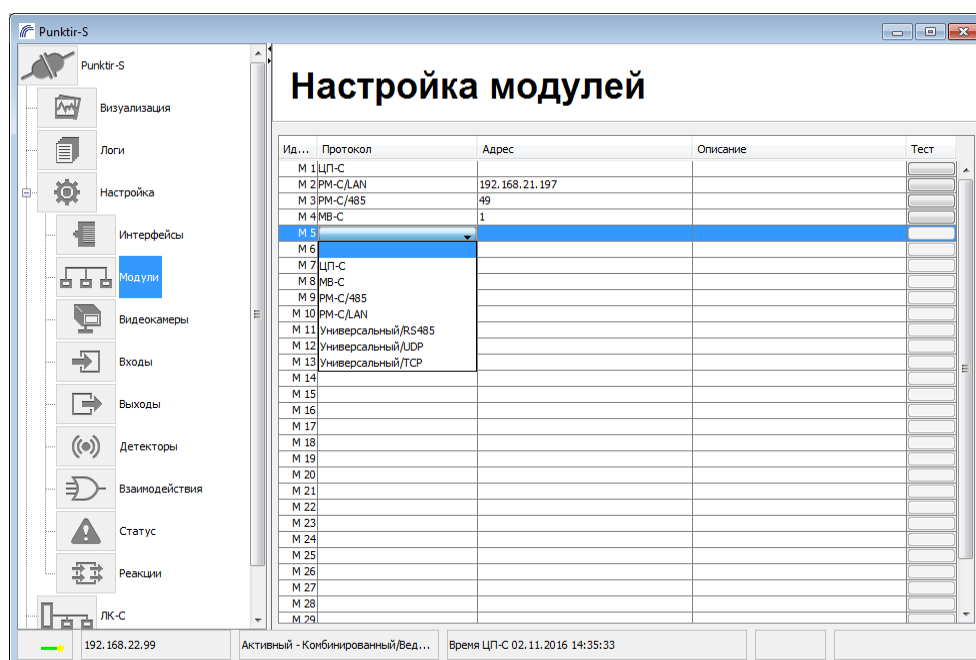 Punktir-S
Punktir-S
Визуализация
Логи
Настройка
Интерфейсы
Модули
Видеокамеры
Входы
Выходы
Детекторы
Взаимодействия
Статус
Реакции
ЛК-С
Настройка модулей
Ид... Протокол Адрес Описание Тест
М 1 ЦП-С
М 2 РМ-С/LAN 192.168.21.197
М 3 РМ-С/485 49
М 4 МВ-С 1
М 5
М 6
М 7 ЦП-С
М 8 МВ-С
М 9 РМ-С/485
М 10 РМ-С/LAN
М 11 Универсальный/RS485
М 12 Универсальный/UDP
М 13 Универсальный/TCP
М 14
М 15
М 16
М 17
М 18
М 19
М 20
М 21
М 22
М 23
М 24
М 25
М 26
М 27
М 28
М 29
192.168.22.99 Активный - Комбинированный/Вед... Время ЦП-С 02.11.2016 14:35:33